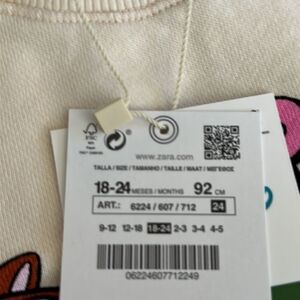 FSC
www.zara.com
TALLA / SIZE / TAMANHO / TAILLE / MAAT /
18-24 MESES / MONTHS 92 CM
ART.: 6224 / 607 / 712 24
9-12 12-18 18-24 2-3 3-4 4-5
06224607712249